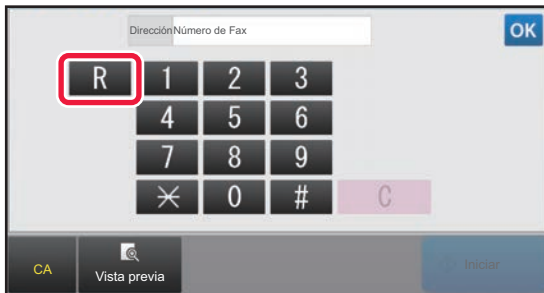 Dirección Número de Fax
OK
R 1 2 3
4 5 6
7 8 9
* 0 # C
CA
Vista previa
Iniciar